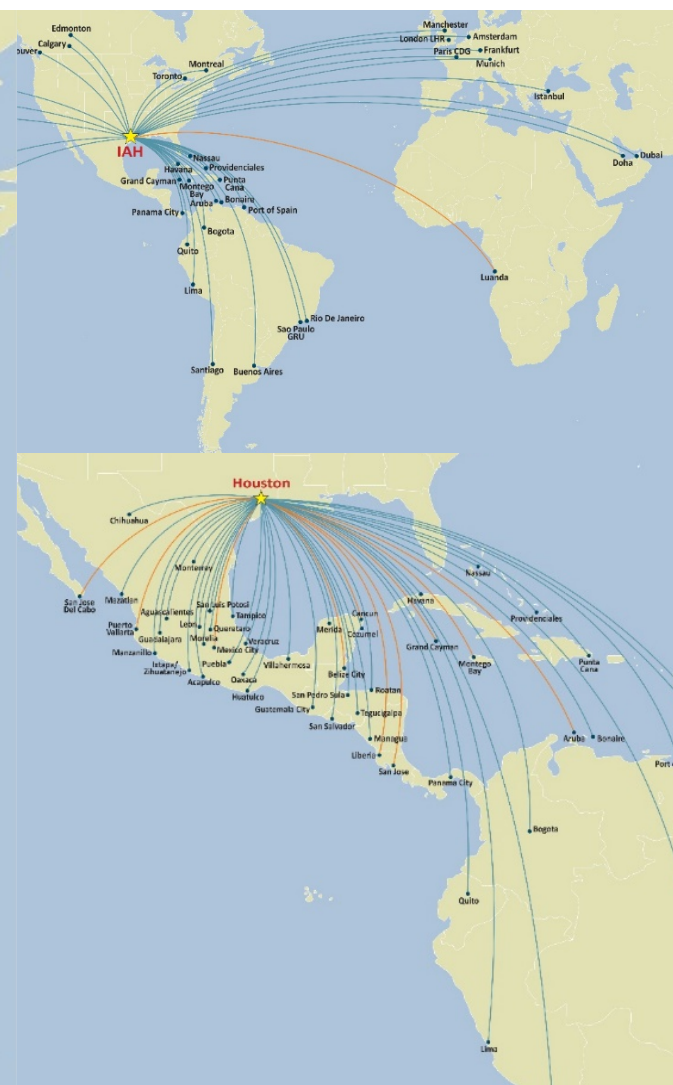 Edmonton
Calgary
ouver
Toronto
Montreal
Manchester
London LHR
Amsterdam
Paris CDG
Frankfurt
Munich
Istanbul
Doha
Dubai
IAH
Nassau
Havana
Providenciales
Grand Cayman
Montego
Bay
Punta
Cana
Aruba
Bonaire
Panama City
Port of Spain
Bogota
Quito
Lima
Luanda
Rio De Janeiro
Sao Paulo
GRU
Santiago
Buenos Aires
Houston
Chihuahua
Monterrey
San Jose
Del Cabo
Mazatlan
Aguascalientes
San Luis Potosi
Tampico
Puerto
Vallarta
Leon
Queretaro
Guadalajara
Morelia
Mexico City
Veracruz
Manzanillo
Puebla
Ixtapa/
Zihuatanejo
Acapulco
Oaxaca
Huatulco
Villahermosa
Merida
Cancun
Cozumel
Belize City
San Pedro Sula
Roatan
Guatemala City
Tegucigalpa
San Salvador
Managua
Liberia
San Jose
Panama City
Havana
Nassau
Providenciales
Grand Cayman
Montego
Bay
Punta
Cana
Aruba
Bonaire
Port
Bogota
Quito
Lima